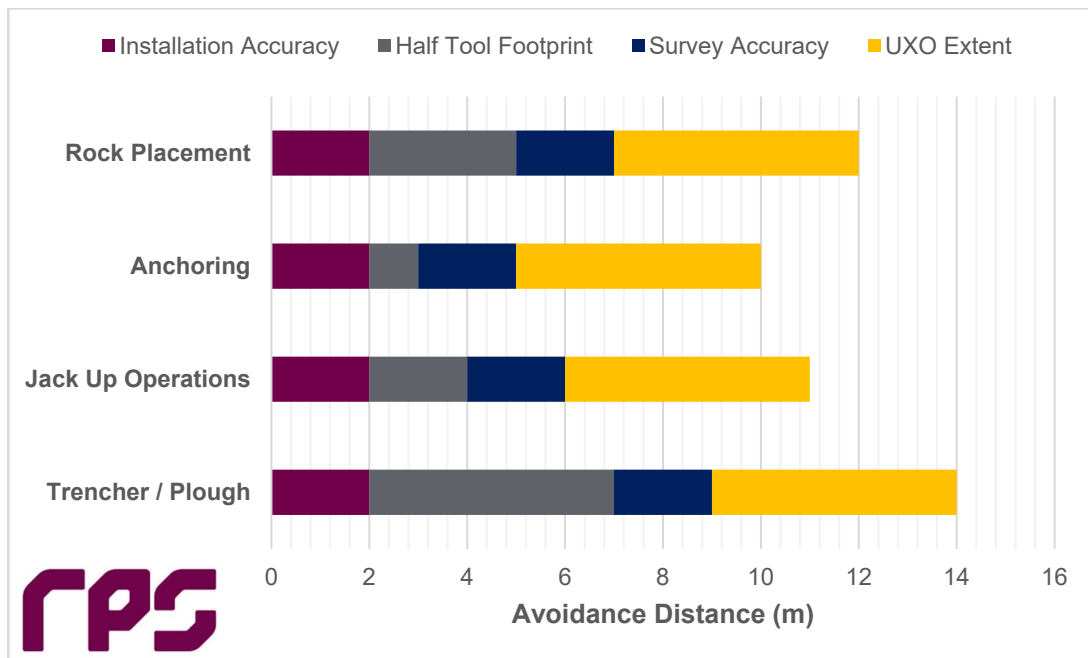 Installation Accuracy Half Tool Footprint Survey Accuracy UXO Extent
Rock Placement
Anchoring
Jack Up Operations
Trencher / Plough
0 2 4 6 8 10 12 14 16
Avoidance Distance (m)
rps